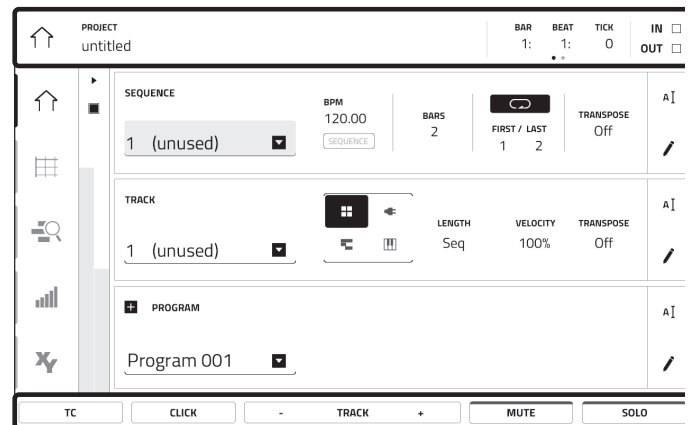 PROJECT
untitled
BAR BEAT TICK
1: 1: 0
IN
OUT
SEQUENCE
1 (unused)
BPM
120.00
SEQUENCE
BARS
2
FIRST / LAST
1 2
TRANSPOSE
Off
A
TRACK
1 (unused)
LENGTH
Seq
VELOCITY
100%
TRANSPOSE
Off
A
PROGRAM
Program 001
A
XY
TC CLICK - TRACK + MUTE SOLO